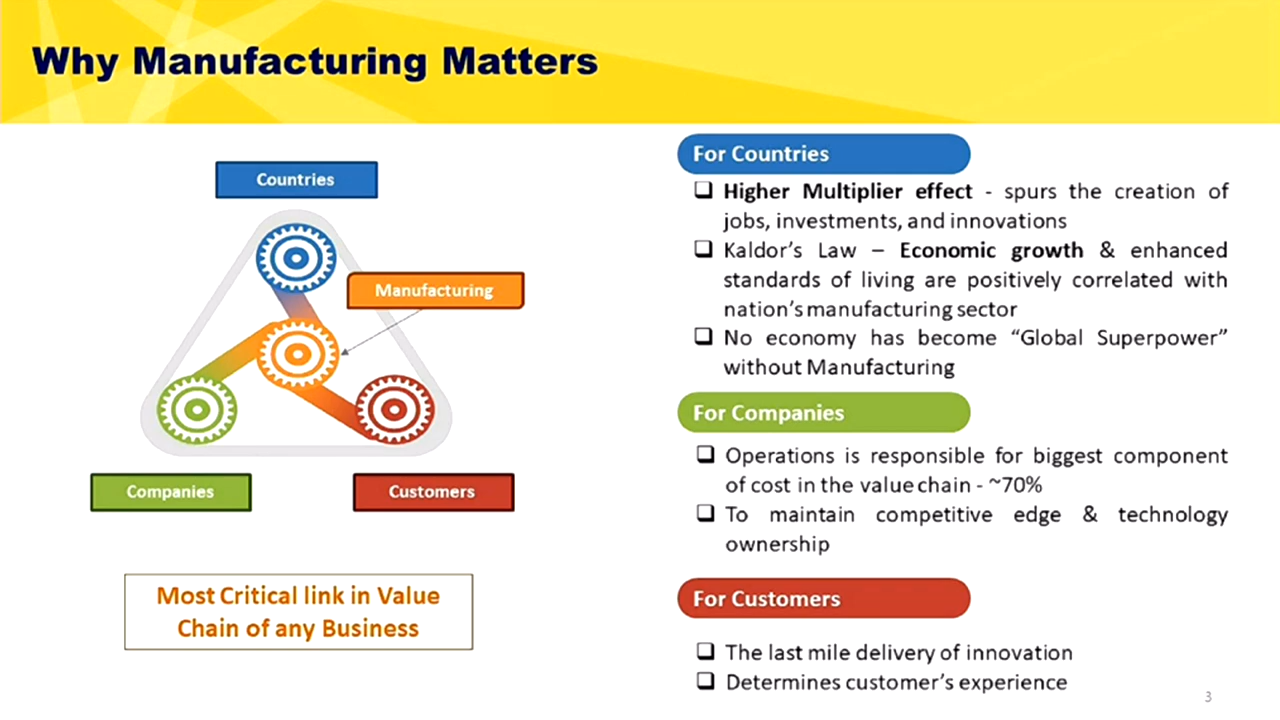 Why Manufacturing Matters
Countries
Manufacturing
Companies
Customers
Most Critical link in Value
Chain of any Business
For Countries
Higher Multiplier effect - spurs the creation of
jobs, investments, and innovations
Kaldor's Law – Economic growth & enhanced
standards of living are positively correlated with
nation's manufacturing sector
No economy has become “Global Superpower”
without Manufacturing
For Companies
Operations is responsible for biggest component
of cost in the value chain - ~70%
To maintain competitive edge & technology
ownership
For Customers
The last mile delivery of innovation
Determines customer's experience
3